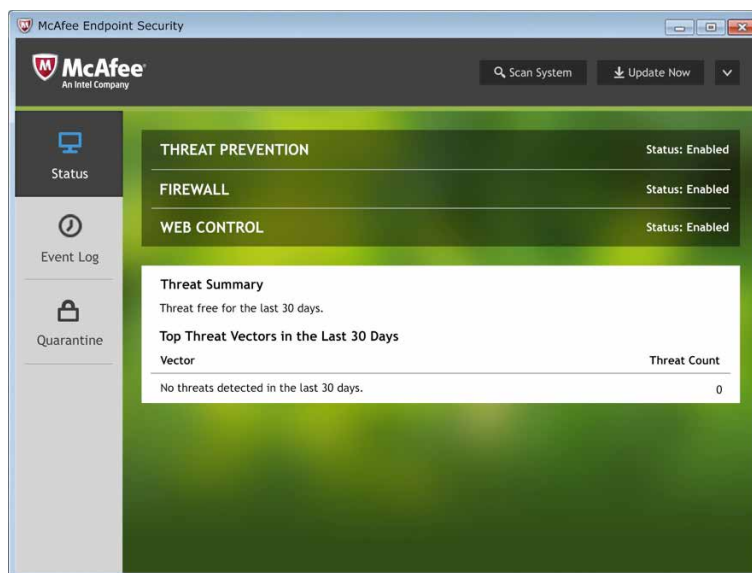 McAfee Endpoint Security
McAfee
An Intel Company
Scan System
Update Now
Status
Event Log
Quarantine
THREAT PREVENTION Status: Enabled
FIREWALL Status: Enabled
WEB CONTROL Status: Enabled
Threat Summary
Threat free for the last 30 days.
Top Threat Vectors in the Last 30 Days
Vector Threat Count
No threats detected in the last 30 days. 0